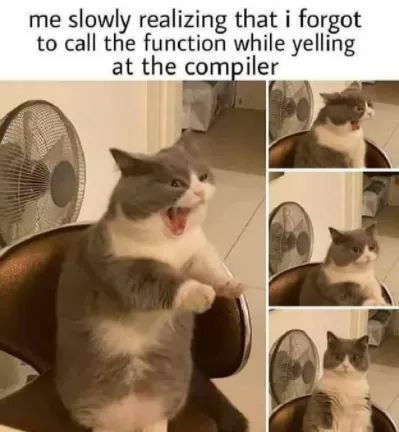 me slowly realizing that i forgot
to call the function while yelling
at the compiler